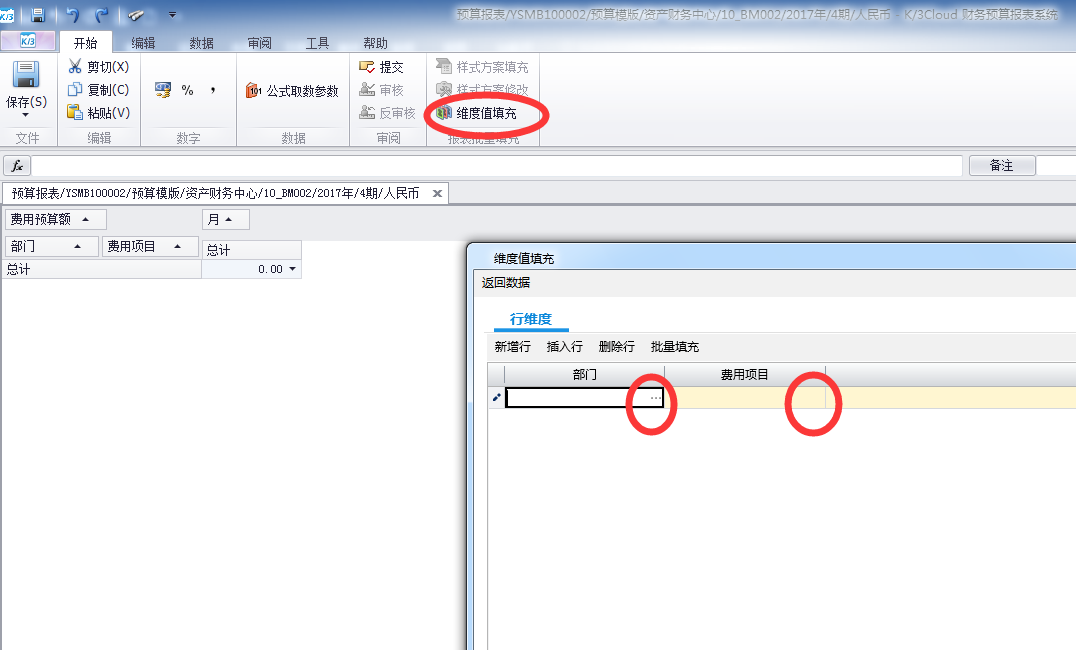 K/3 预算报表/YSMB100002/预算模版/资产财务中心/10_BM002/2017年/4期/人民币 - K/3Cloud 财务预算报表系统
K/3 开始 编辑 数据 审阅 工具 帮助
保存(S)
文件
剪切(X)
复制(C)
粘贴(V)
编辑
% ,
数字
101 公式取数参数
数据
提交
审核
反审核
审阅
样式方案填充
样式方案修改
维度值填充
报表批量填充
fx 备注
预算报表/YSMB100002/预算模版/资产财务中心/10_BM002/2017年/4期/人民币 ×
费用预算额 月
部门 费用项目 总计
总计 0.00
维度值填充
返回数据
行维度
新增行 插入行 删除行 批量填充
部门 费用项目
...